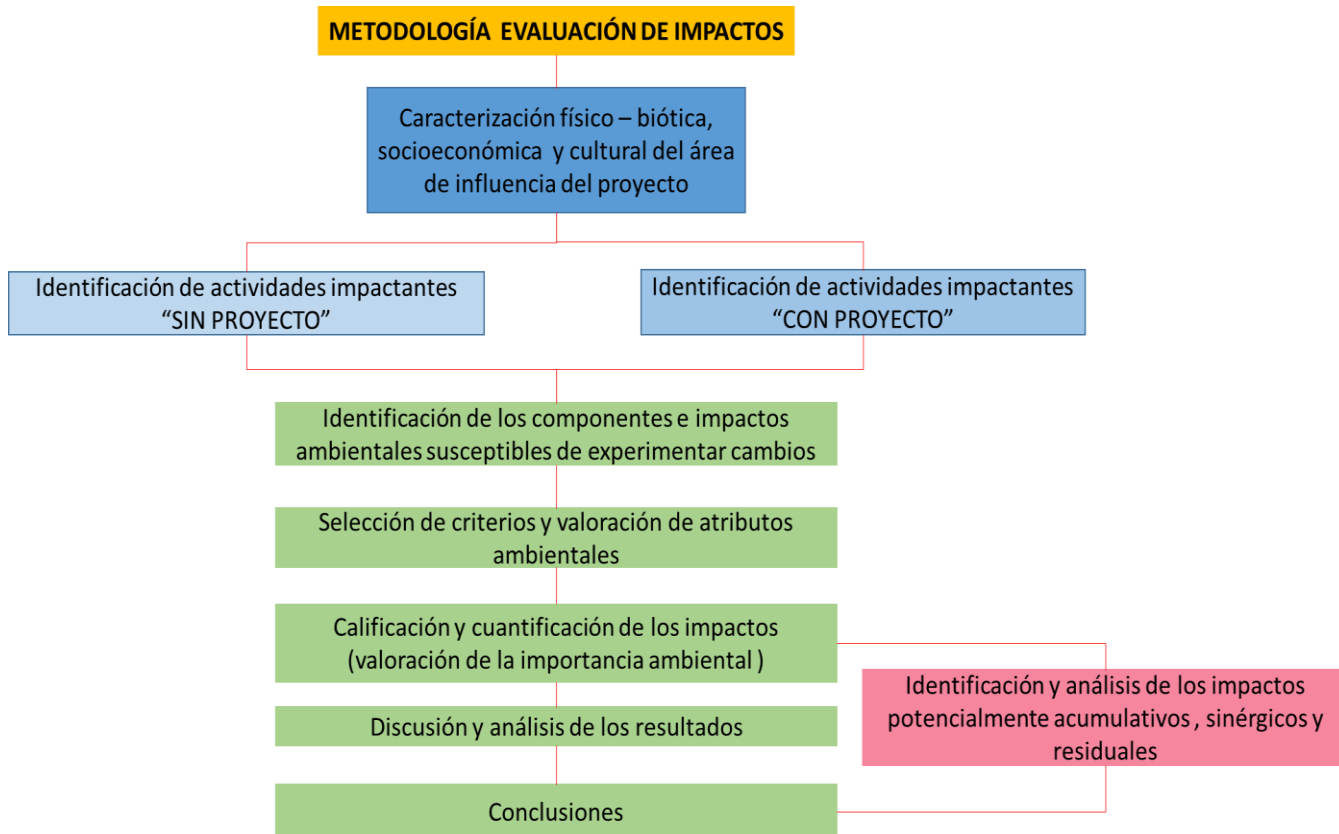 METODOLOGÍA EVALUACIÓN DE IMPACTOS
Caracterización físico – biótica,
socioeconómica y cultural del área
de influencia del proyecto
Identificación de actividades impactantes
“SIN PROYECTO”
Identificación de actividades impactantes
“CON PROYECTO”
Identificación de los componentes e impactos
ambientales susceptibles de experimentar cambios
Selección de criterios y valoración de atributos
ambientales
Calificación y cuantificación de los impactos
(valoración de la importancia ambiental )
Identificación y análisis de los impactos
potencialmente acumulativos , sinérgicos y
residuales
Discusión y análisis de los resultados
Conclusiones